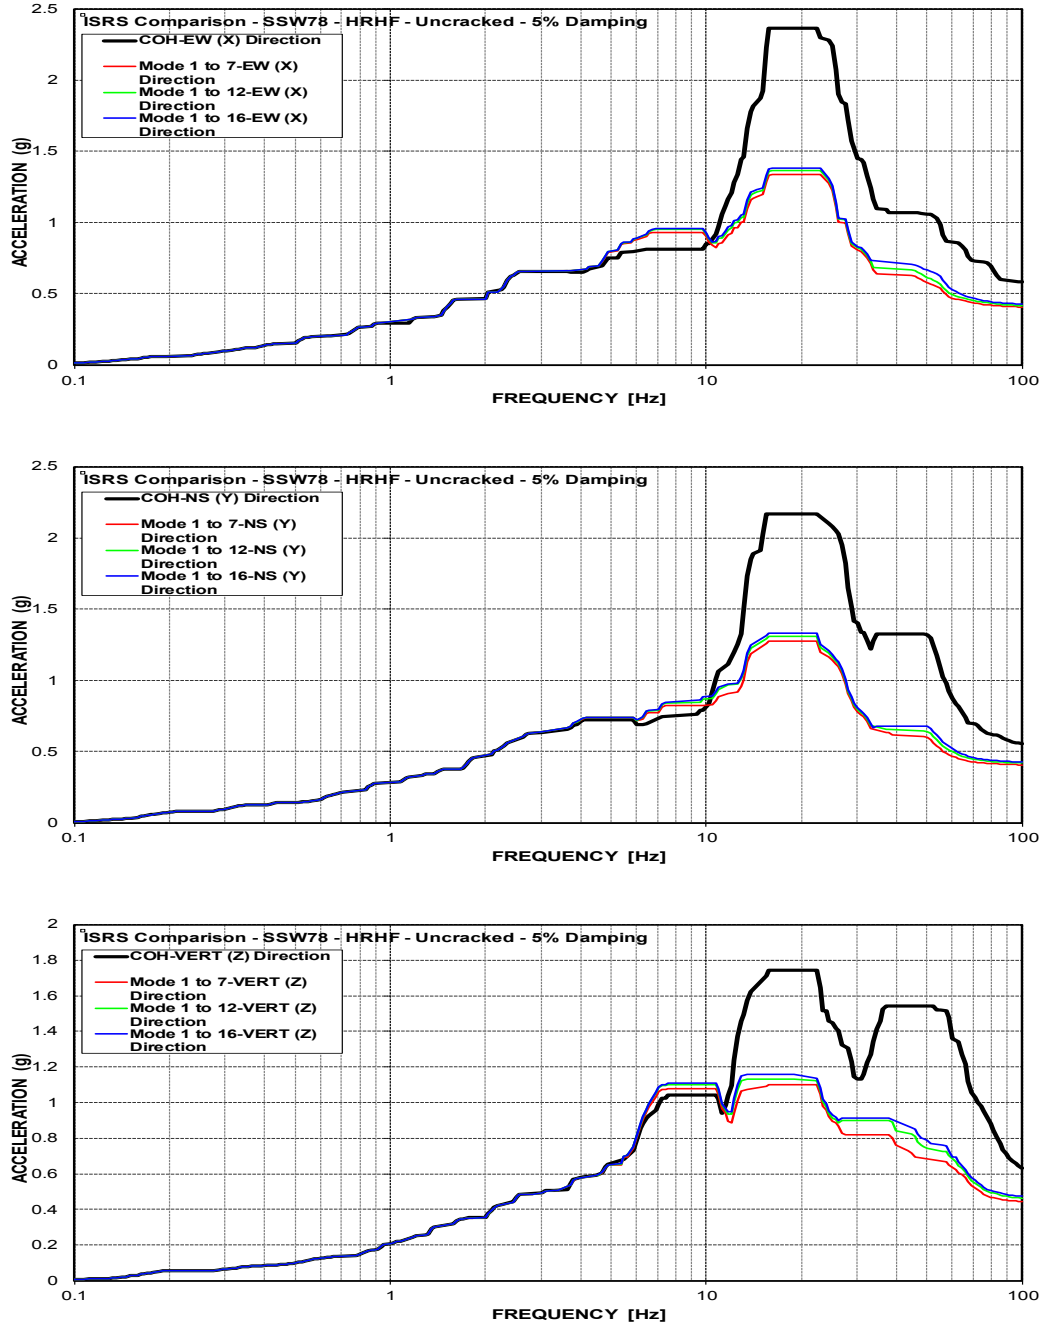 2.5
2
1.5
1
0.5
0
ISRS Comparison - SSW78 - HRHF - Uncracked - 5% Damping
COH-EW (X) Direction
Mode 1 to 7-EW (X)
Direction
Mode 1 to 12-EW (X)
Direction
Mode 1 to 16-EW (X)
Direction
ACCELERATION (g)
0.1 1 10 100
FREQUENCY [Hz]
2.5
2
1.5
1
0.5
0
ISRS Comparison - SSW78 - HRHF - Uncracked - 5% Damping
COH-NS (Y) Direction
Mode 1 to 7-NS (Y)
Direction
Mode 1 to 12-NS (Y)
Direction
Mode 1 to 16-NS (Y)
Direction
ACCELERATION (g)
0.1 1 10 100
FREQUENCY [Hz]
2
1.8
1.6
1.4
1.2
1
0.8
0.6
0.4
0.2
0
ISRS Comparison - SSW78 - HRHF - Uncracked - 5% Damping
COH-VERT (Z) Direction
Mode 1 to 7-VERT (Z)
Direction
Mode 1 to 12-VERT (Z)
Direction
Mode 1 to 16-VERT (Z)
Direction
ACCELERATION (g)
0.1 1 10 100
FREQUENCY [Hz]